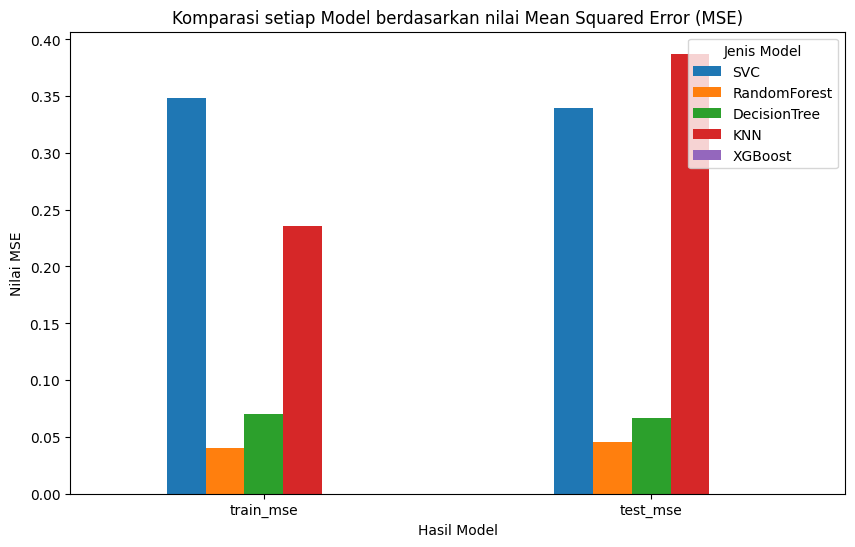 Komparasi setiap Model berdasarkan nilai Mean Squared Error (MSE)
Jenis Model
SVC
RandomForest
DecisionTree
KNN
XGBoost
Nilai MSE
0.40
0.35
0.30
0.25
0.20
0.15
0.10
0.05
0.00
train_mse
test_mse
Hasil Model